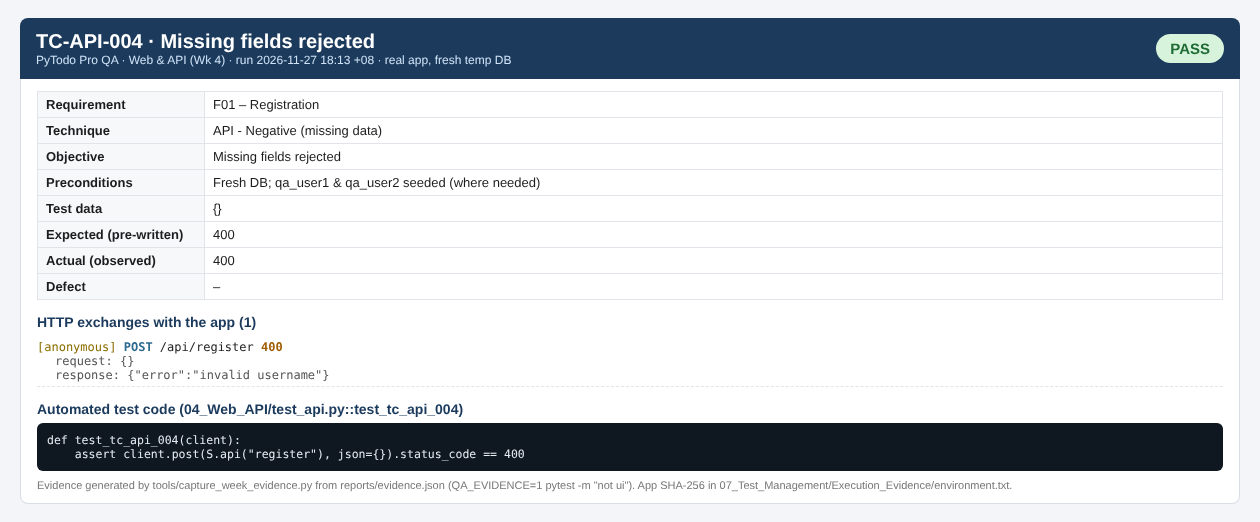 TC-API-004 · Missing fields rejected
PyTodo Pro QA · Web & API (Wk 4) · run 2026-11-27 18:13 +08 · real app, fresh temp DB
PASS
Requirement F01 – Registration
Technique API - Negative (missing data)
Objective Missing fields rejected
Preconditions Fresh DB; qa_user1 & qa_user2 seeded (where needed)
Test data {}
Expected (pre-written) 400
Actual (observed) 400
Defect –
HTTP exchanges with the app (1)
[anonymous] POST /api/register 400
request: {}
response: {"error":"invalid username"}
Automated test code (04_Web_API/test_api.py::test_tc_api_004)
def test_tc_api_004(client):
    assert client.post(S.api("register"), json={}).status_code == 400
Evidence generated by tools/capture_week_evidence.py from reports/evidence.json (QA_EVIDENCE=1 pytest -m "not ui"). App SHA-256 in 07_Test_Management/Execution_Evidence/environment.txt.